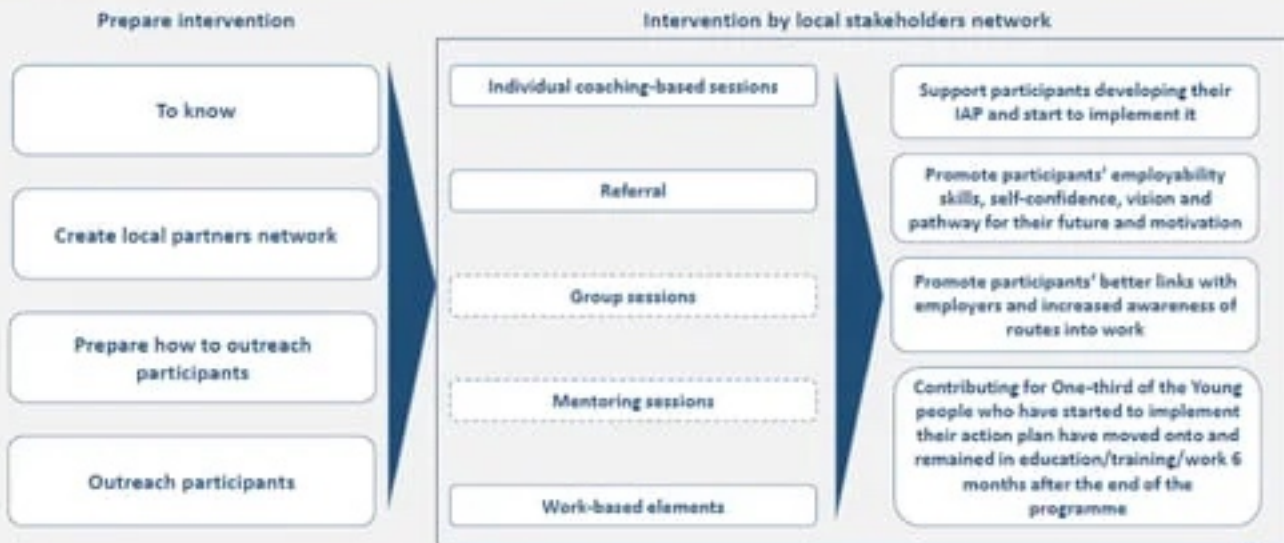 Prepare intervention
To know
Create local partners network
Prepare how to outreach
participants
Outreach participants
Intervention by local stakeholders network
Individual coaching-based sessions
Referral
Group sessions
Mentoring sessions
Work-based elements
Support participants developing their
IAP and start to implement it
Promote participants' employability
skills, self-confidence, vision and
pathway for their future and motivation
Promote participants' better links with
employers and increased awareness of
routes into work
Contributing for One-third of the Young
people who have started to implement
their action plan have moved onto and
remained in education/training/work 6
months after the end of the
programme